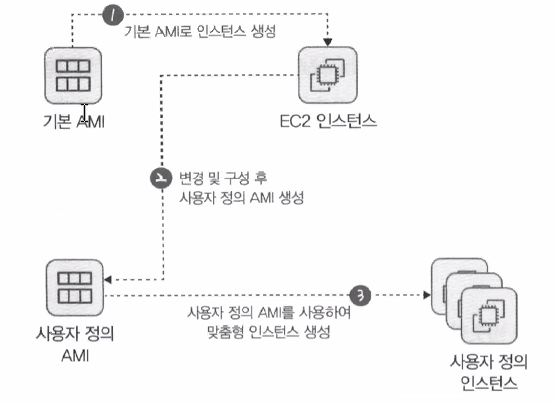 1
기본 AMI로 인스턴스 생성
기본 AMI
EC2 인스턴스
2
변경 및 구성 후
사용자 정의 AMI 생성
3
사용자 정의 AMI를 사용하여
맞춤형 인스턴스 생성
사용자 정의
AMI
사용자 정의
인스턴스